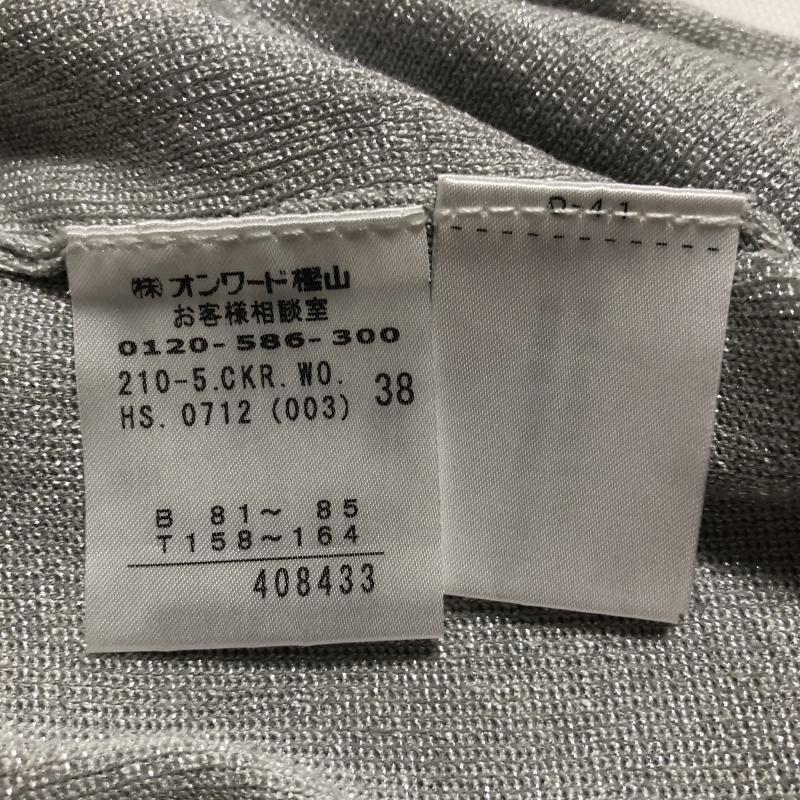 ㈱オンワード樫山
お客様相談室
0120-586-300
210-5.CKR.WO.
HS.0712 (003) 38
B 81～ 85
T158～164
408433